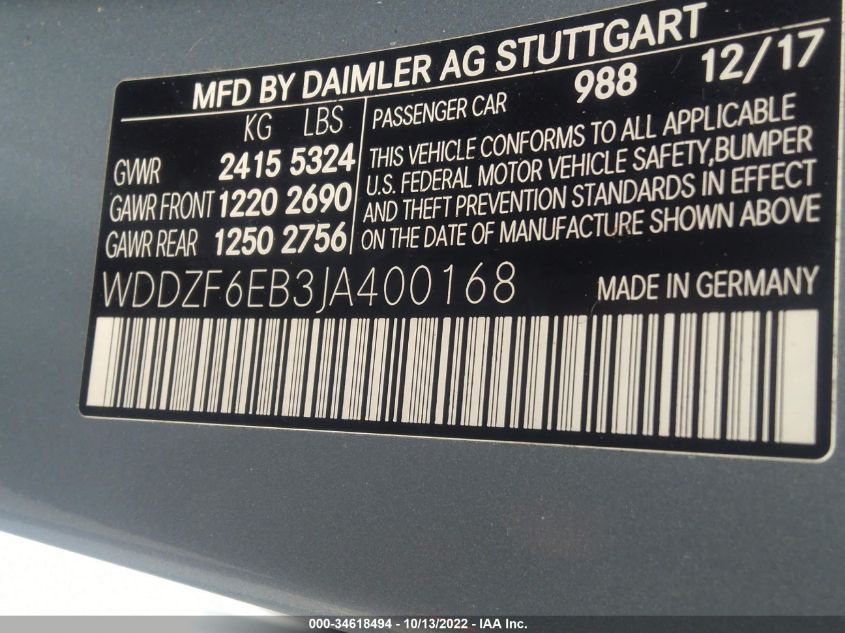 MFD BY DAIMLER AG STUTTGART
KG LBS
GVWR 2415 5324
GAWR FRONT 1220 2690
GAWR REAR 1250 2756
PASSENGER CAR 988 12/17
THIS VEHICLE CONFORMS TO ALL APPLICABLE
U.S. FEDERAL MOTOR VEHICLE SAFETY,BUMPER
AND THEFT PREVENTION STANDARDS IN EFFECT
ON THE DATE OF MANUFACTURE SHOWN ABOVE
WDDZF6EB3JA400168 MADE IN GERMANY
000-34618494 - 10/13/2022 - IAA Inc.